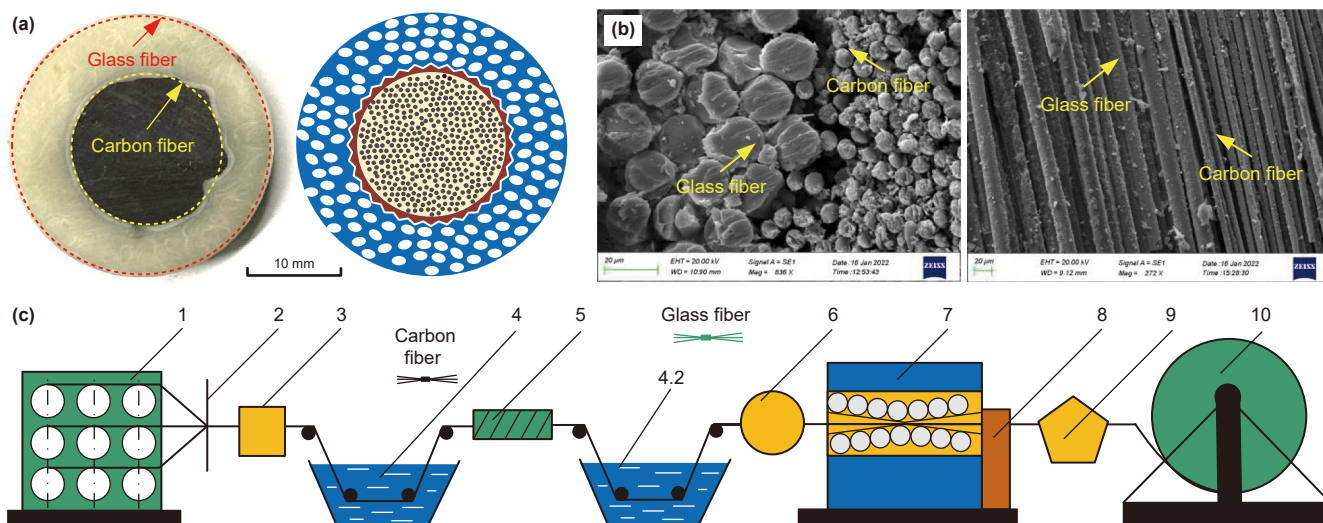 (a)
Glass fiber
Carbon fiber
10 mm
(b)
Carbon fiber
Glass fiber
20 μm
EHT = 20.00 kV
WD = 10.90 mm
Signal A = SE1
Mag = 836 X
Date :16 Jan 2022
Time :12:53:43
ZEISS
Glass fiber
Carbon fiber
20 μm
EHT = 20.00 kV
WD = 9.12 mm
Signal A = SE1
Mag = 272 X
Date :16 Jan 2022
Time :15:28:30
ZEISS
(c)
1
2
3
Carbon
fiber
4
5
Glass fiber
4.2
6
7
8
9
10